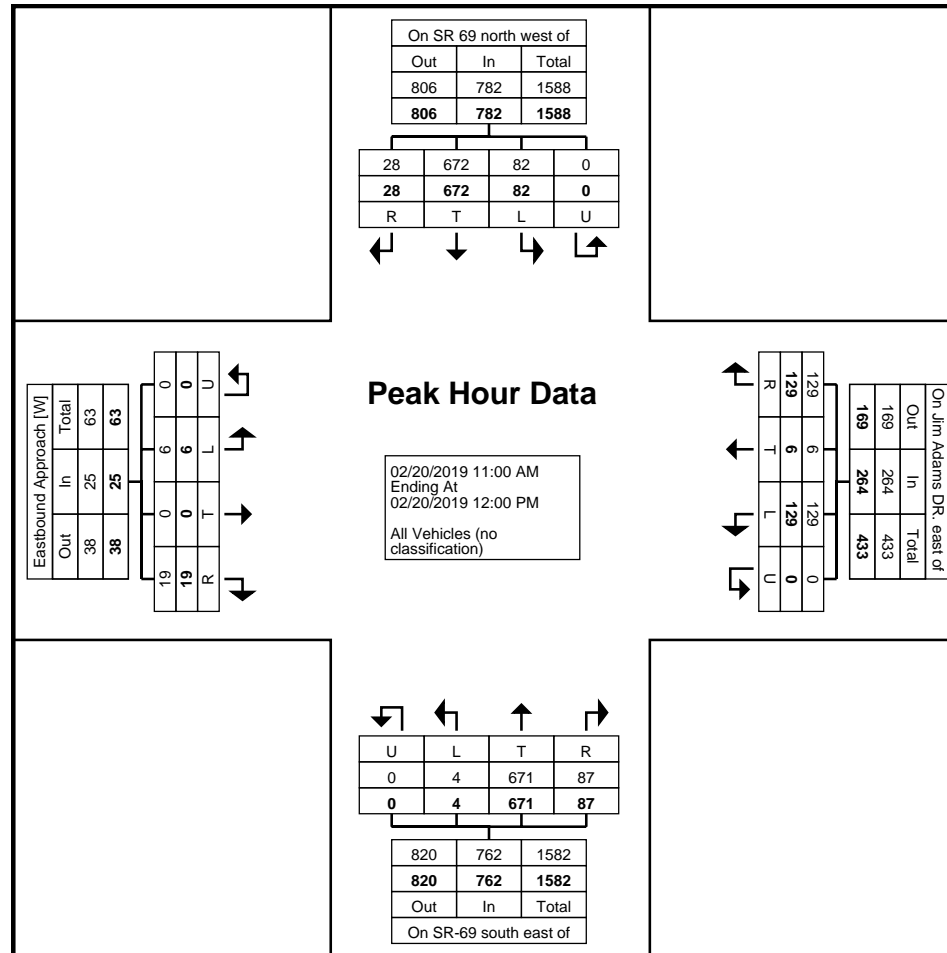 On SR 69 north west of
Out In Total
806 782 1588
806 782 1588
28 672 82 0
28 672 82 0
R T L U
Eastbound Approach [W]
Out In Total
38 25 63
38 25 63
19 0 6 0
19 0 6 0
R T L U
Peak Hour Data
02/20/2019 11:00 AM
Ending At
02/20/2019 12:00 PM
All Vehicles (no
classification)
On Jim Adams DR. east of
Out In Total
169 264 433
169 264 433
129 6 129 0
129 6 129 0
R T L U
U L T R
0 4 671 87
0 4 671 87
820 762 1582
820 762 1582
Out In Total
On SR-69 south east of